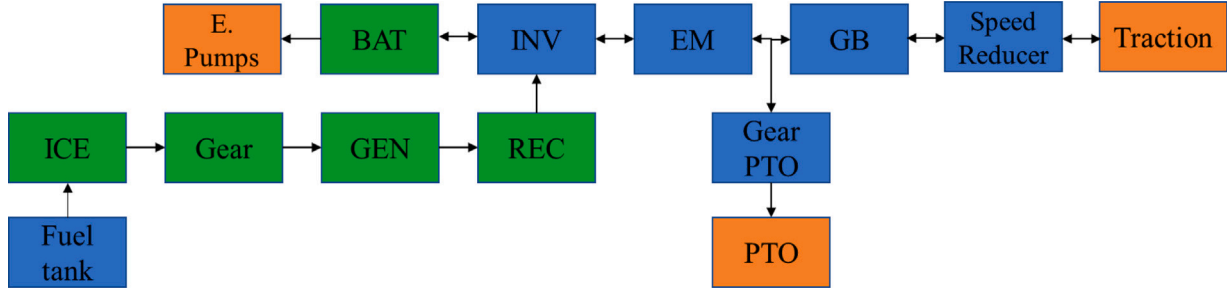 E.
Pumps
BAT
INV
EM
GB
Speed
Reducer
Traction
ICE
Gear
GEN
REC
Gear
PTO
Fuel
tank
PTO